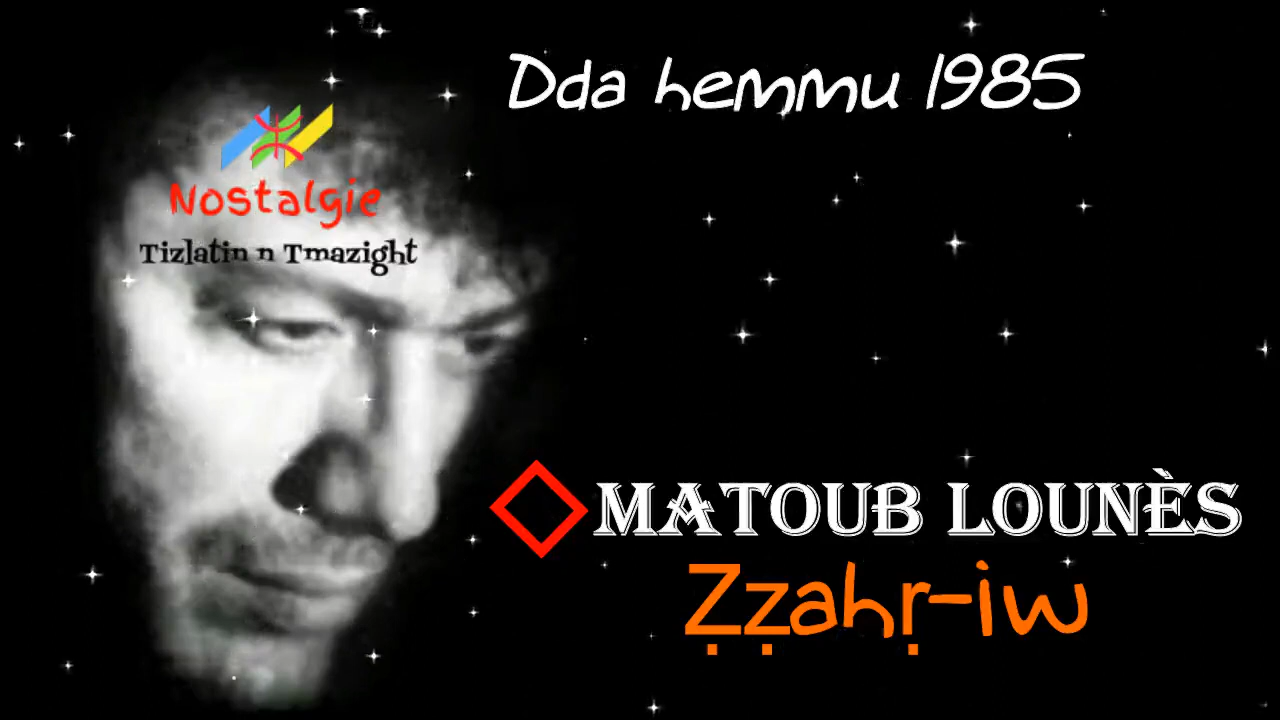 Dda hemmu 1985
Nostalgie
Tizlatin n Tmazight
MATOUB LOUNÈS
Ẓẓahṛ-iw